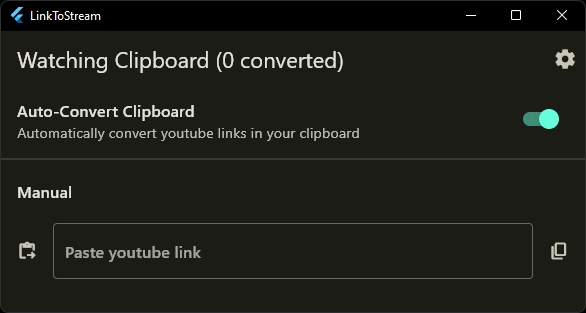 LinkToStream
Watching Clipboard (0 converted)
Auto-Convert Clipboard
Automatically convert youtube links in your clipboard
Manual
Paste youtube link